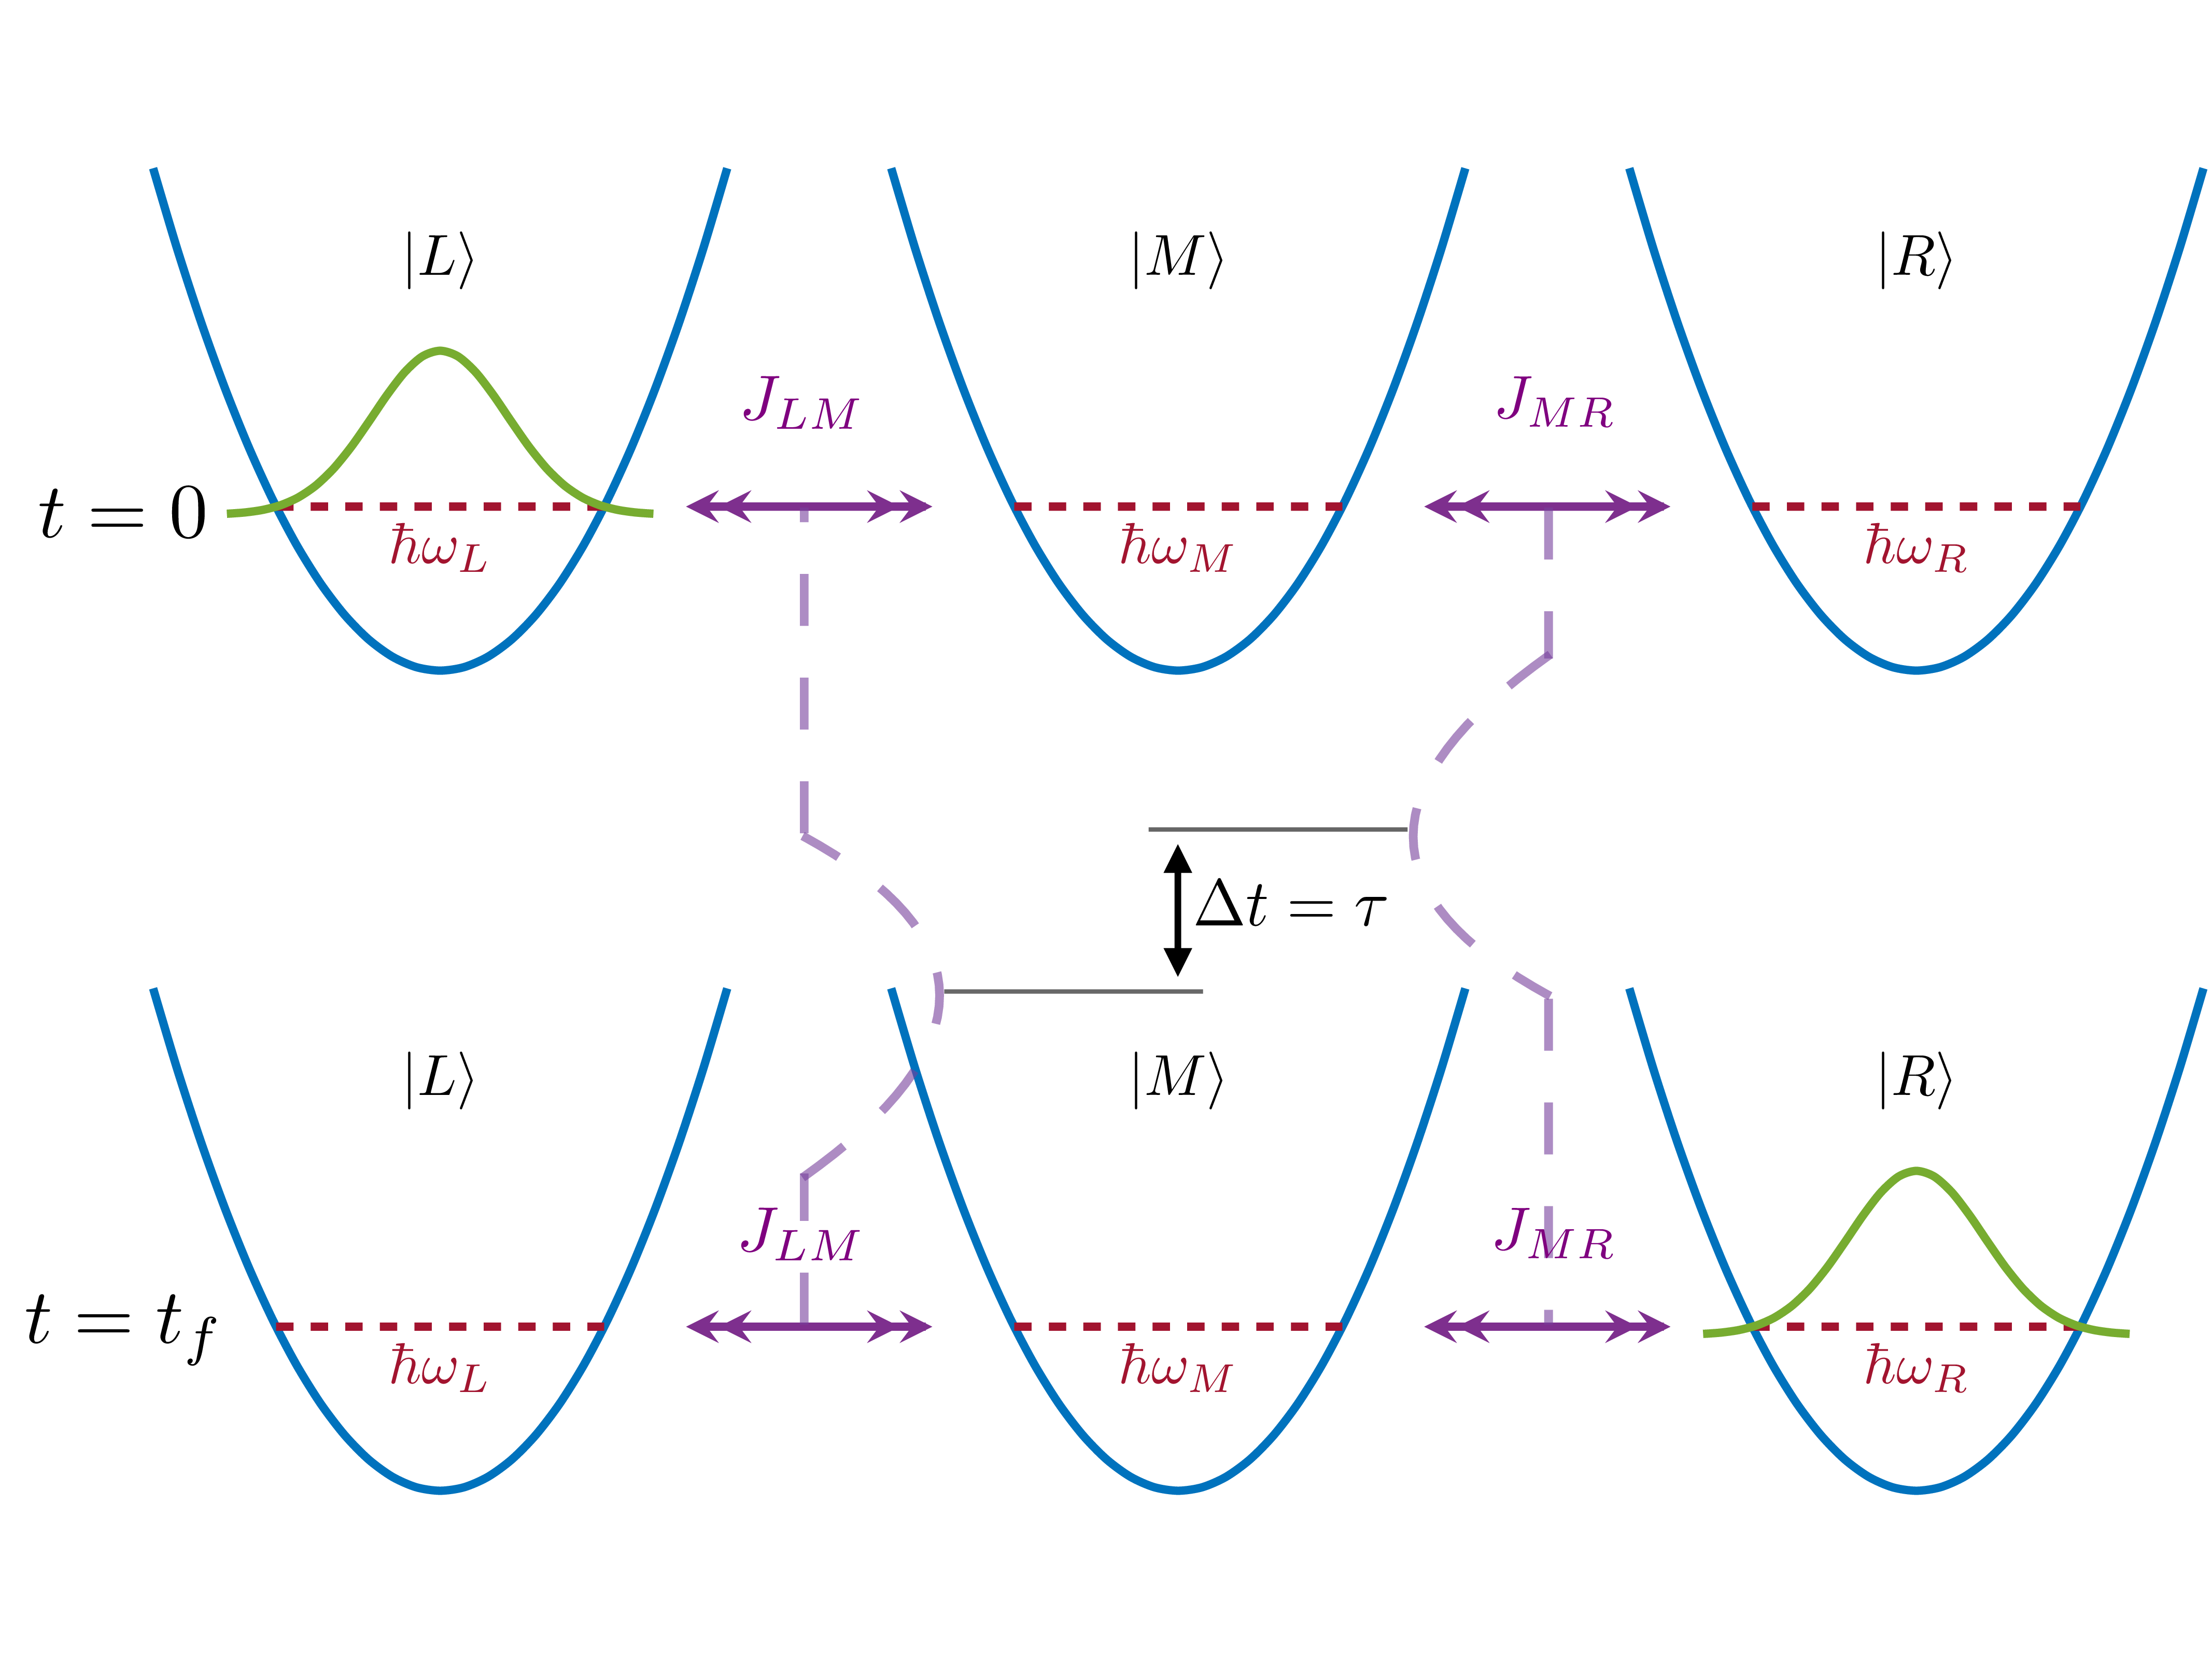 |L⟩ |M⟩ |R⟩
J_{LM} J_{MR}
t = 0
ℏω_L ℏω_M ℏω_R
Δt = τ
|L⟩ |M⟩ |R⟩
J_{LM} J_{MR}
t = t_f
ℏω_L ℏω_M ℏω_R